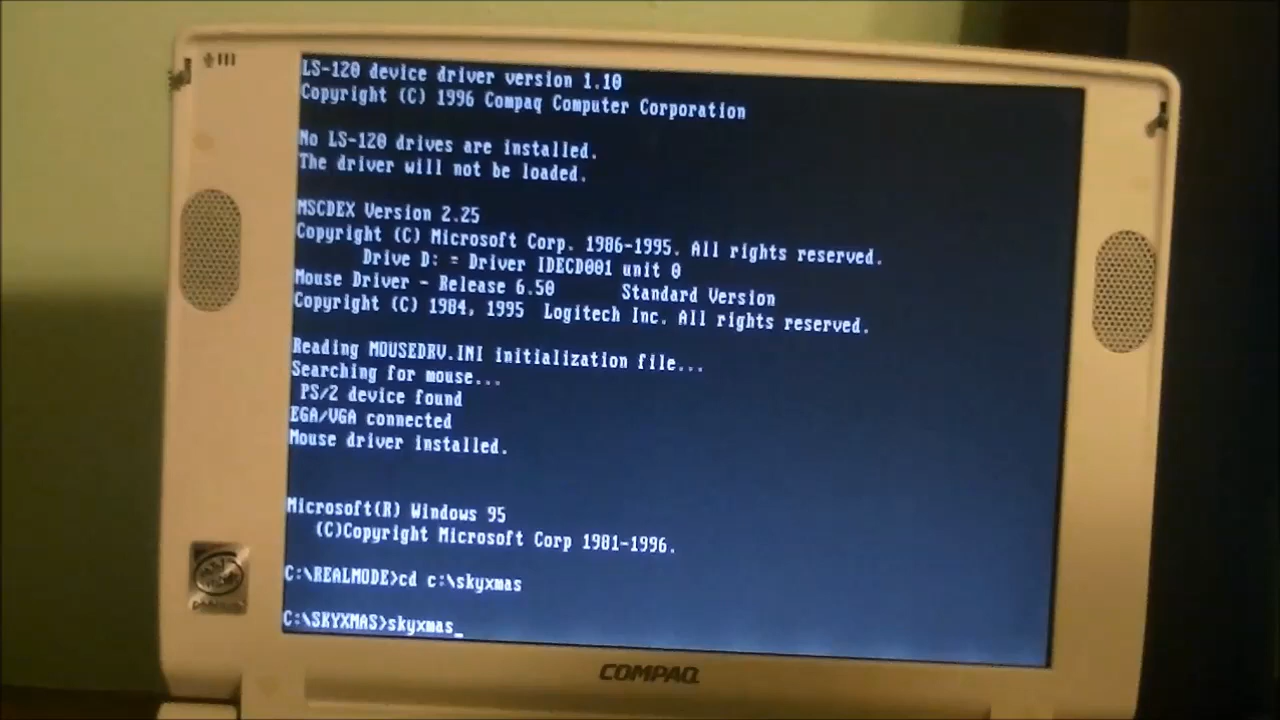 LS-120 device driver version 1.10
Copyright (C) 1996 Compaq Computer Corporation
No LS-120 drives are installed.
The driver will not be loaded.
MSCDEX Version 2.25
Copyright (C) Microsoft Corp. 1986-1995. All rights reserved.
Drive D: = Driver IDECD001 unit 0
Mouse Driver - Release 6.50 Standard Version
Copyright (C) 1984, 1995 Logitech Inc. All rights reserved.
Reading MOUSEDRV.INI initialization file...
Searching for mouse...
PS/2 device found
EGA/VGA connected
Mouse driver installed.
Microsoft(R) Windows 95
(C)Copyright Microsoft Corp 1981-1996.
C:\REALMODE>cd c:\skyxmas
C:\SKYXMAS>skyxmas_
COMPAQ